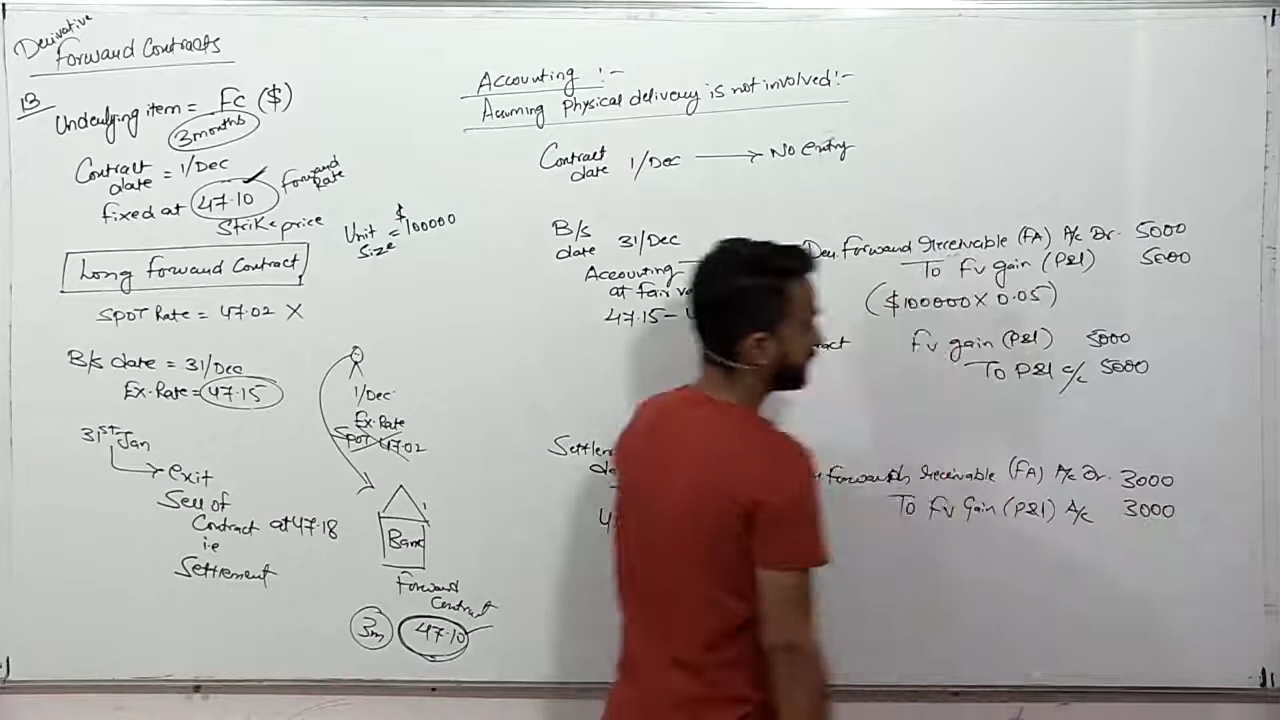 Derivative
Forward Contracts
13
Underlying item = FC ($)
3 months
Contract date = 1/Dec
fixed at 47.10 Forward Rate
Strike price
Unit Size = $100000
Long Forward Contract
SPOT Rate = 47.02 X
B/s date = 31/Dec
Ex. Rate = 47.15
31st Jan
exit
Sell of
Contract at 47.18
i.e
Settlement
1/Dec
Ex. Rate
SPOT 47.02
Bank
Forward
Contract
3m 47.10
Accounting :-
Assuming Physical delivery is not involved:-
Contract date 1/Dec → No entry
B/s date 31/Dec
Accounting
at fair
47.15 -
Forward receivable (FA) A/c Dr. 5000
To FV gain (P&L) 5000
($100000 X 0.05)
FV gain (P&L) 5000
To P&L c/c 5000
receivable (FA) A/c Dr. 3000
To FV Gain (P&L) A/c 3000